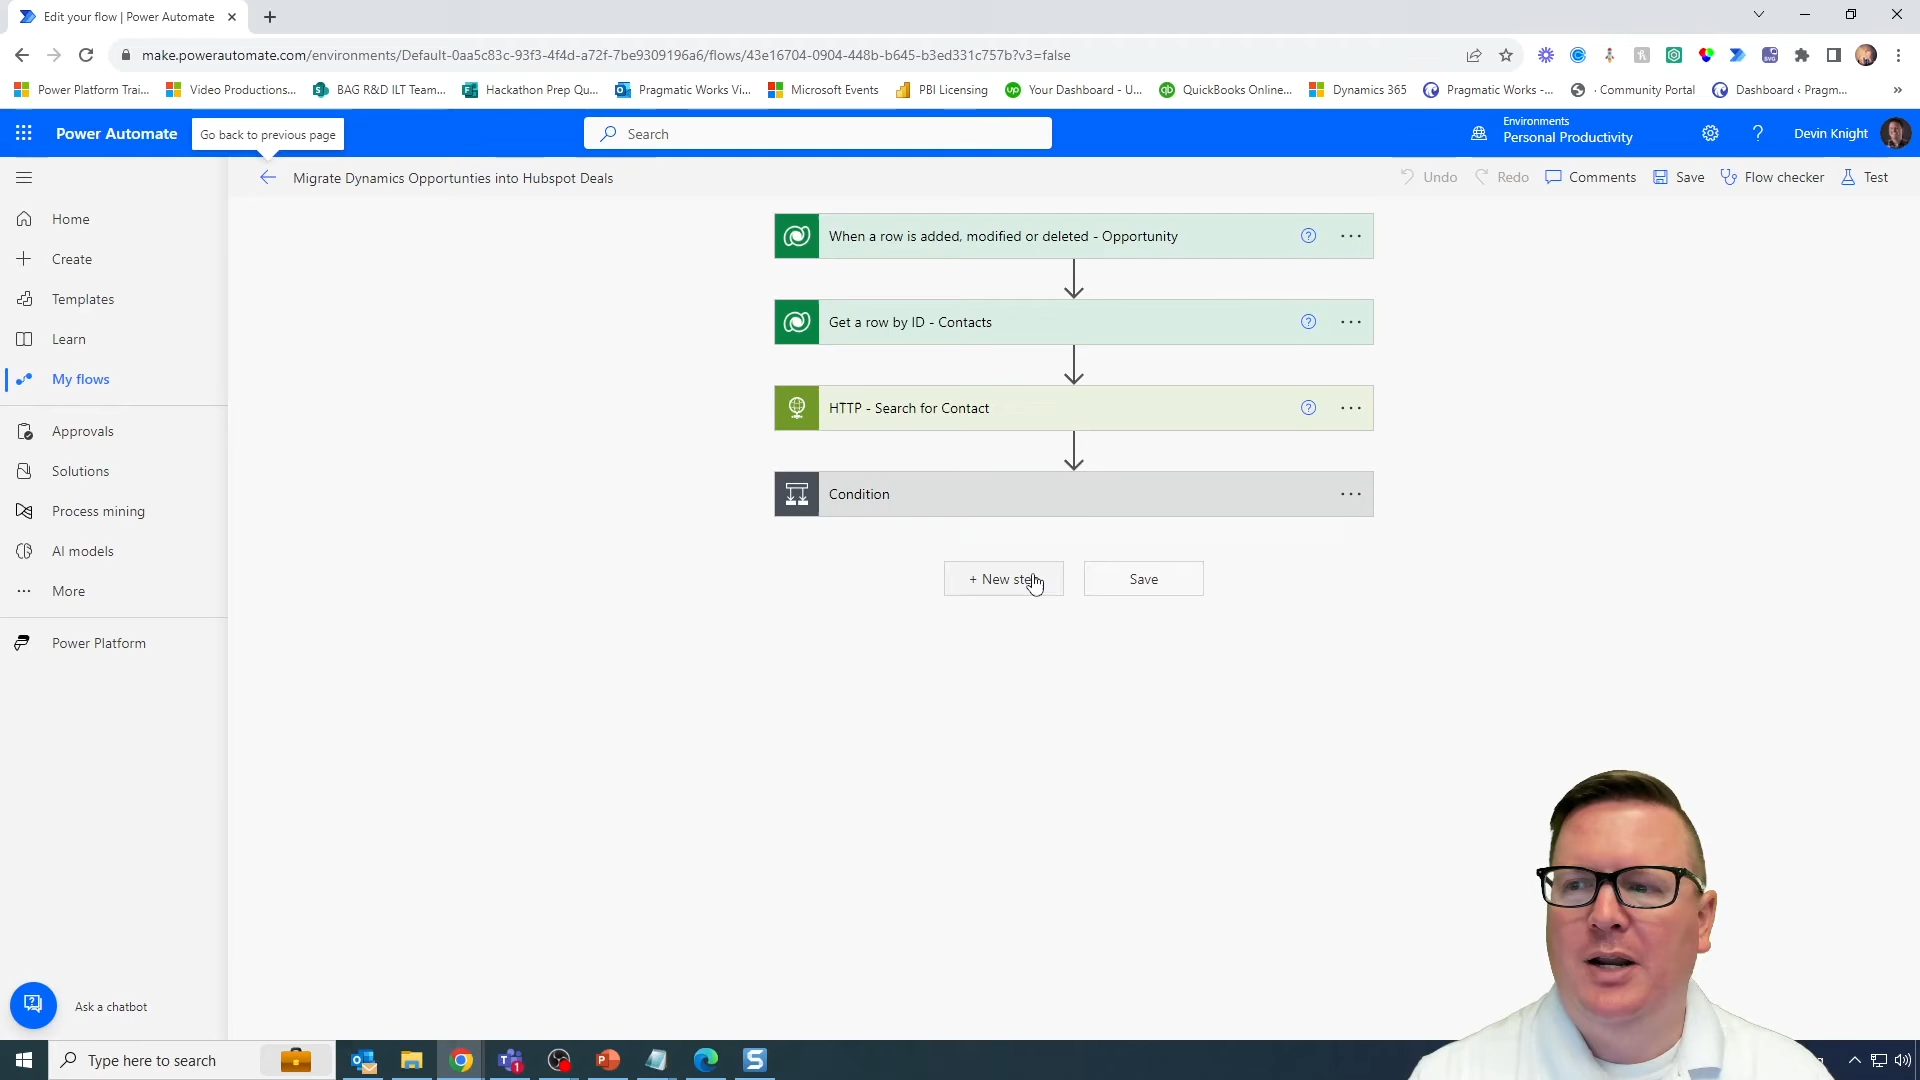 Edit your flow | Power Automate
make.powerautomate.com/environments/Default-0aa5c83c-93f3-4f4d-a72f-7be9309196a6/flows/43e16704-0904-448b-b645-b3ed331c757b?v3=false
Power Platform Trai... Video Productions... BAG R&D ILT Team... Hackathon Prep Qu... Pragmatic Works Vi... Microsoft Events PBI Licensing Your Dashboard - U... QuickBooks Online... Dynamics 365 Pragmatic Works -... · Community Portal Dashboard ‹ Pragm... »
Power Automate
Go back to previous page
Search
Environments
Personal Productivity
Devin Knight
Migrate Dynamics Opportunties into Hubspot Deals
Undo Redo Comments Save Flow checker Test
Home
Create
Templates
Learn
My flows
Approvals
Solutions
Process mining
AI models
More
Power Platform
Ask a chatbot
When a row is added, modified or deleted - Opportunity
Get a row by ID - Contacts
HTTP - Search for Contact
Condition
+ New step
Save
Type here to search